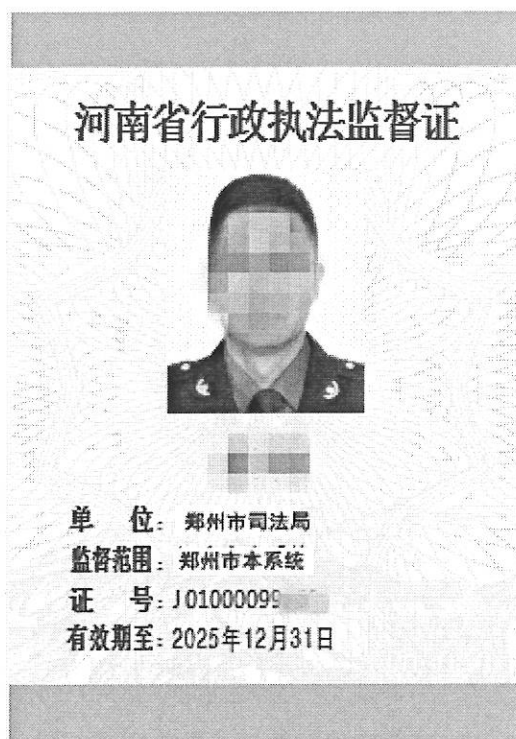 河南省行政执法监督证
单 位：郑州市司法局
监督范围：郑州市本系统
证 号：J01000099
有效期至：2025年12月31日